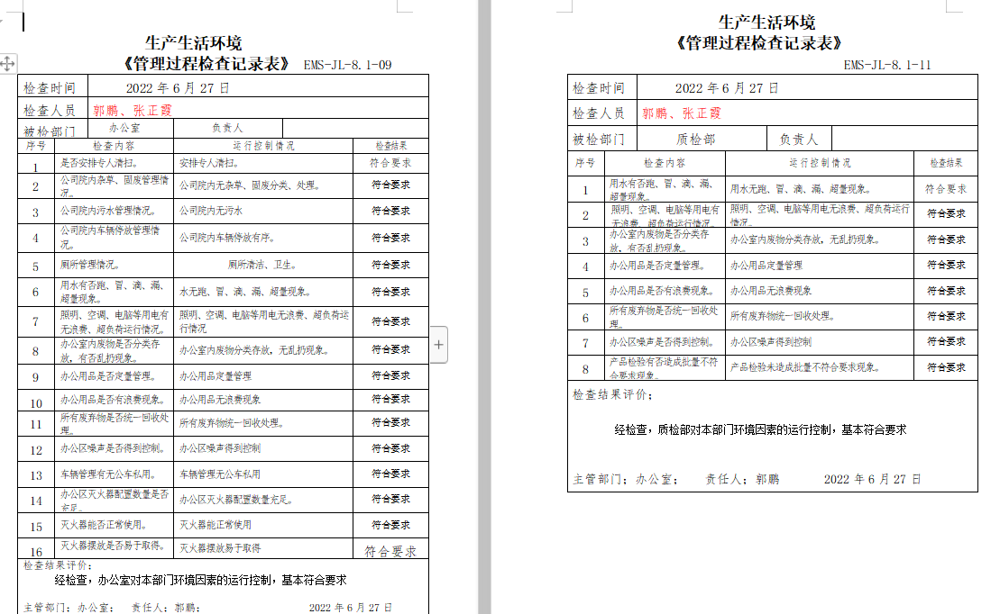 生产生活环境
《管理过程检查记录表》 EMS-JL-8.1-09
检查时间 2022 年 6 月 27 日
检查人员 郭鹏、张正霞
被检部门 办公室 负责人
序号 检查内容 运行控制情况 检查结果
1 是否安排专人清扫。 安排专人清扫。 符合要求
2 公司院内杂草、固废管理情
况。 公司院内无杂草、固废分类、处理。 符合要求
3 公司院内污水管理情况。 公司院内无污水 符合要求
4 公司院内车辆停放管理情
况。 公司院内车辆停放有序。 符合要求
5 厕所管理情况。 厕所清洁、卫生。 符合要求
6 用水有否跑、冒、滴、漏、
超量现象。 水无跑、冒、滴、漏、超量现象。 符合要求
7 照明、空调、电脑等用电有
无浪费、超负荷运行情况。 照明、空调、电脑等用电无浪费、超负荷运
行情况 符合要求
8 办公室内废物是否分类存
放，有否乱扔现象。 办公室内废物分类存放，无乱扔现象。 符合要求
9 办公用品是否定量管理。 办公用品定量管理 符合要求
10 办公用品是否有浪费现象。 办公用品无浪费现象 符合要求
11 所有废弃物是否统一回收处
理。 所有废弃物统一回收处理。 符合要求
12 办公区噪声是否得到控制。 办公区噪声得到控制 符合要求
13 车辆管理有无公车私用。 车辆管理无公车私用 符合要求
14 办公区灭火器配置数量是否
充足。 办公区灭火器配置数量充足。 符合要求
15 灭火器能否正常使用。 灭火器能正常使用 符合要求
16 灭火器摆放是否易于取得。 灭火器摆放易于取得 符合要求
检查结果评价；
经检查，办公室对本部门环境因素的运行控制，基本符合要求
主管部门；办公室； 责任人；郭鹏； 2022 年 6 月 27 日
生产生活环境
《管理过程检查记录表》
EMS-JL-8.1-11
检查时间 2022 年 6 月 27 日
检查人员 郭鹏、张正霞
被检部门 质检部 负责人
序号 检查内容 运行控制情况 检查结果
1 用水有否跑、冒、滴、漏、
超量现象。 用水无跑、冒、滴、漏、超量现象。 符合要求
2 照明、空调、电脑等用电有
无浪费、超负荷运行情况。 照明、空调、电脑等用电无浪费、超负荷运行
情况。 符合要求
3 办公室内废物是否分类存
放，有否乱扔现象。 办公室内废物分类存放，无乱扔现象。 符合要求
4 办公用品是否定量管理。 办公用品定量管理 符合要求
5 办公用品是否有浪费现象。 办公用品无浪费现象 符合要求
6 所有废弃物是否统一回收处
理。 所有废弃物统一回收处理。 符合要求
7 办公区噪声是否得到控制。 办公区噪声得到控制 符合要求
8 产品检验有否造成批量不符
合要求现象。 产品检验未造成批量不符合要求现象。 符合要求
检查结果评价；
经检查，质检部对本部门环境因素的运行控制，基本符合要求
主管部门；办公室； 责任人；郭鹏 2022 年 6 月 27 日